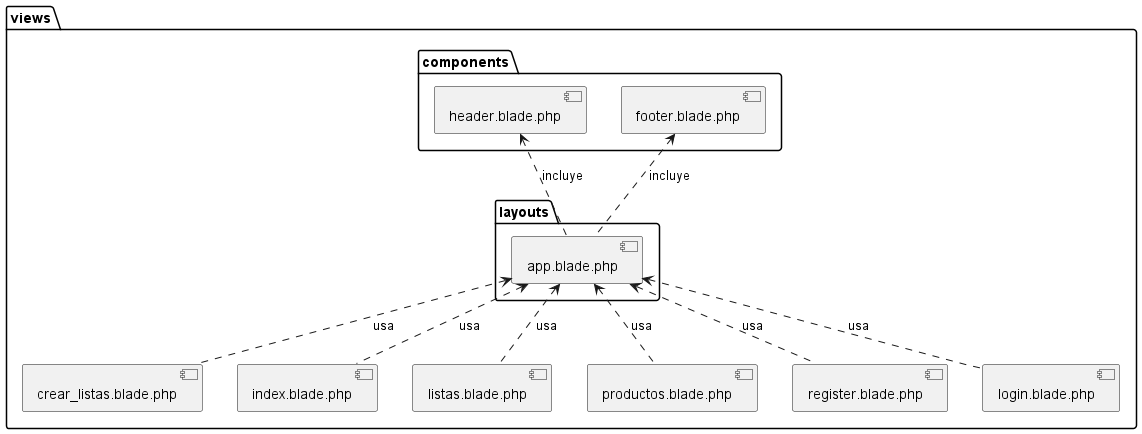 views
components
header.blade.php
footer.blade.php
incluye
incluye
layouts
app.blade.php
usa
usa
usa
usa
usa
usa
crear_listas.blade.php
index.blade.php
listas.blade.php
productos.blade.php
register.blade.php
login.blade.php